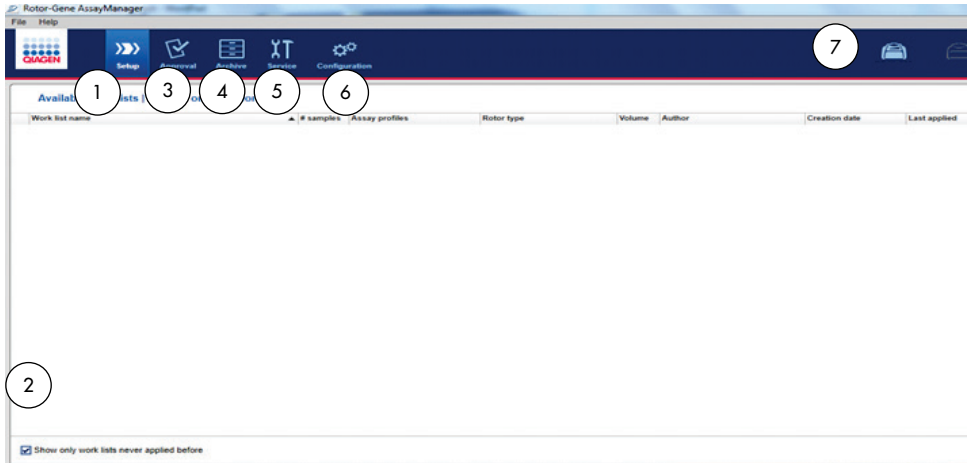 Rotor-Gene AssayManager
File Help
QIAGEN
Setup Approval Archive Service Configuration
7
1 3 4 5 6
Work list name # samples Assay profiles Rotor type Volume Author Creation date Last applied
2
Show only work lists never applied before